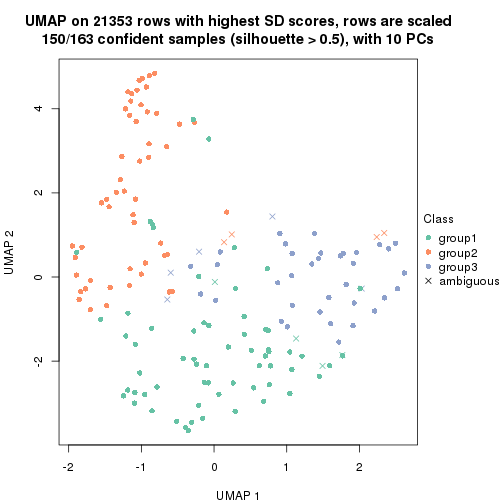 UMAP on 21353 rows with highest SD scores, rows are scaled
150/163 confident samples (silhouette > 0.5), with 10 PCs
4
2
0
-2
UMAP 2
-2
-1
0
1
2
UMAP 1
Class
group1
group2
group3
ambiguous